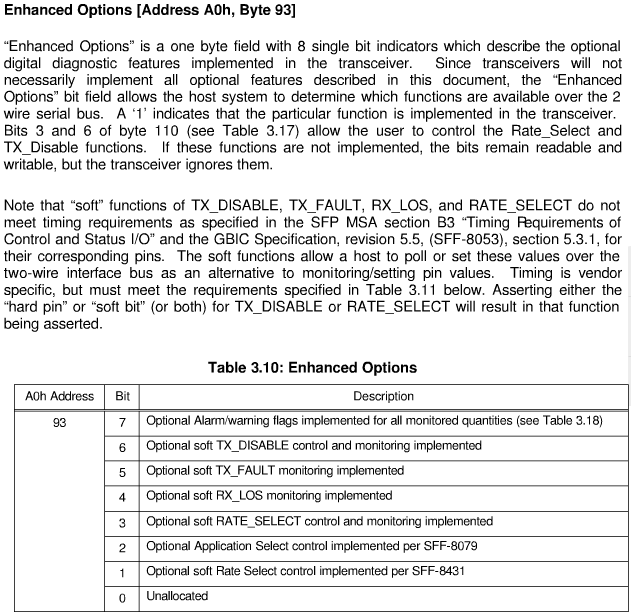 Enhanced Options [Address A0h, Byte 93]
“Enhanced Options” is a one byte field with 8 single bit indicators which describe the optional
digital diagnostic features implemented in the transceiver. Since transceivers will not
necessarily implement all optional features described in this document, the “Enhanced
Options” bit field allows the host system to determine which functions are available over the 2
wire serial bus. A ‘1’ indicates that the particular function is implemented in the transceiver.
Bits 3 and 6 of byte 110 (see Table 3.17) allow the user to control the Rate_Select and
TX_Disable functions. If these functions are not implemented, the bits remain readable and
writable, but the transceiver ignores them.
Note that “soft” functions of TX_DISABLE, TX_FAULT, RX_LOS, and RATE_SELECT do not
meet timing requirements as specified in the SFP MSA section B3 “Timing Requirements of
Control and Status I/O” and the GBIC Specification, revision 5.5, (SFF-8053), section 5.3.1, for
their corresponding pins. The soft functions allow a host to poll or set these values over the
two-wire interface bus as an alternative to monitoring/setting pin values. Timing is vendor
specific, but must meet the requirements specified in Table 3.11 below. Asserting either the
“hard pin” or “soft bit” (or both) for TX_DISABLE or RATE_SELECT will result in that function
being asserted.
Table 3.10: Enhanced Options
A0h Address Bit Description
93 7 Optional Alarm/warning flags implemented for all monitored quantities (see Table 3.18)
6 Optional soft TX_DISABLE control and monitoring implemented
5 Optional soft TX_FAULT monitoring implemented
4 Optional soft RX_LOS monitoring implemented
3 Optional soft RATE_SELECT control and monitoring implemented
2 Optional Application Select control implemented per SFF-8079
1 Optional soft Rate Select control implemented per SFF-8431
0 Unallocated